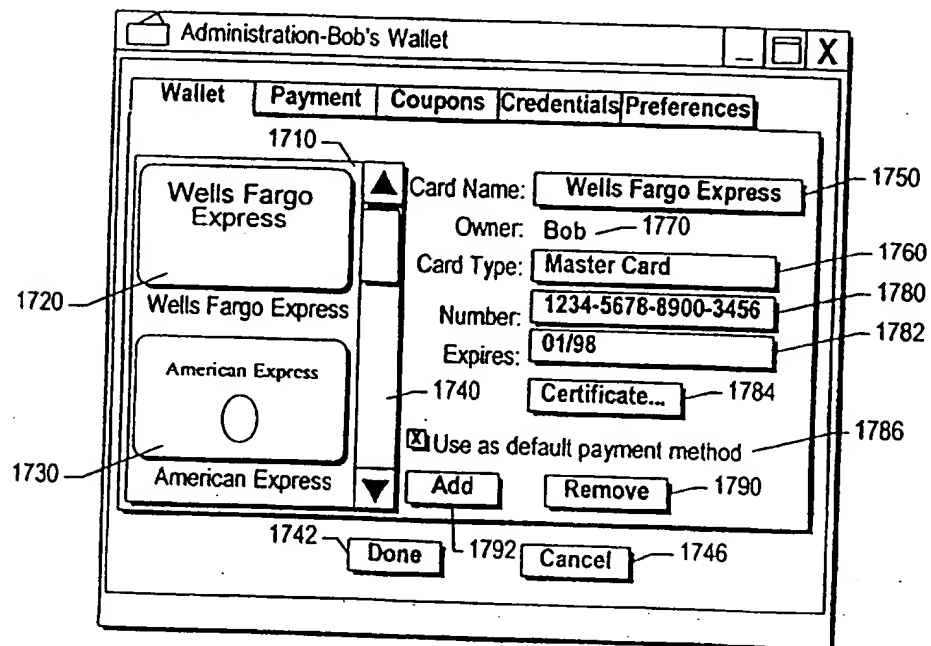 Administration-Bob's Wallet _ X
Wallet Payment Coupons Credentials Preferences
1710
Wells Fargo
Express
1720
Wells Fargo Express
American Express
1730
American Express
1740
Card Name: Wells Fargo Express 1750
Owner: Bob 1770
Card Type: Master Card 1760
Number: 1234-5678-8900-3456 1780
Expires: 01/98 1782
Certificate... 1784
X Use as default payment method 1786
Add Remove 1790
1742 Done 1792 Cancel 1746